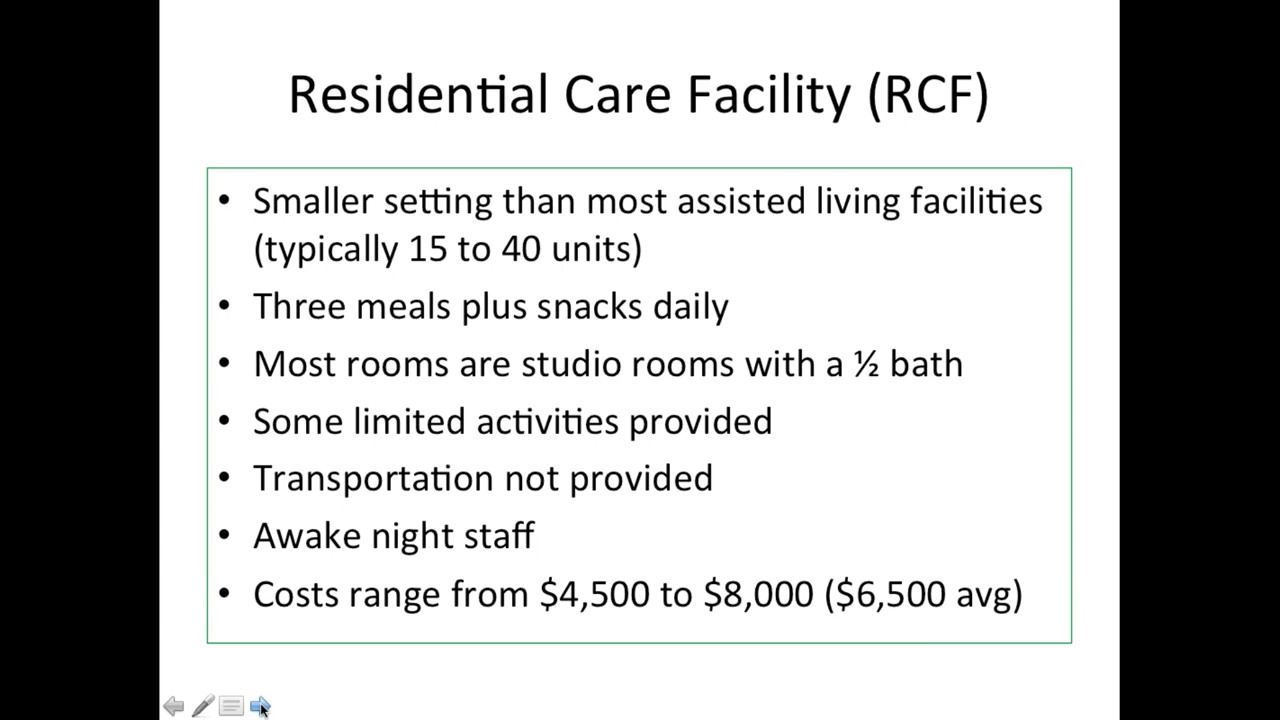 Residential Care Facility (RCF)
• Smaller setting than most assisted living facilities
(typically 15 to 40 units)
• Three meals plus snacks daily
• Most rooms are studio rooms with a ½ bath
• Some limited activities provided
• Transportation not provided
• Awake night staff
• Costs range from $4,500 to $8,000 ($6,500 avg)